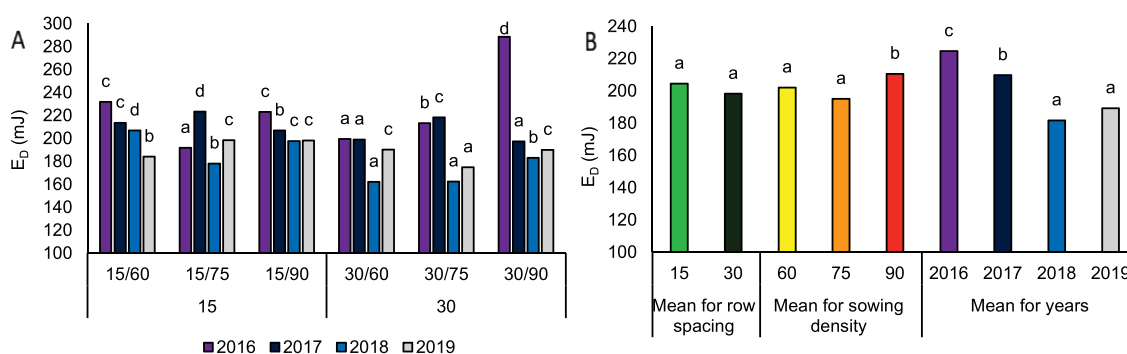 A
300
280
260
240
220
200
180
160
140
120
100
E_D (mJ)
c c d b
a d b c
c b c c
a a a c
b c a a
d a b c
15/60 15/75 15/90 30/60 30/75 30/90
15 30
2016 2017 2018 2019
B
240
220
200
180
160
140
120
100
E_D (mJ)
a a a a b c b a a
15 30 60 75 90 2016 2017 2018 2019
Mean for row
spacing
Mean for sowing
density
Mean for years